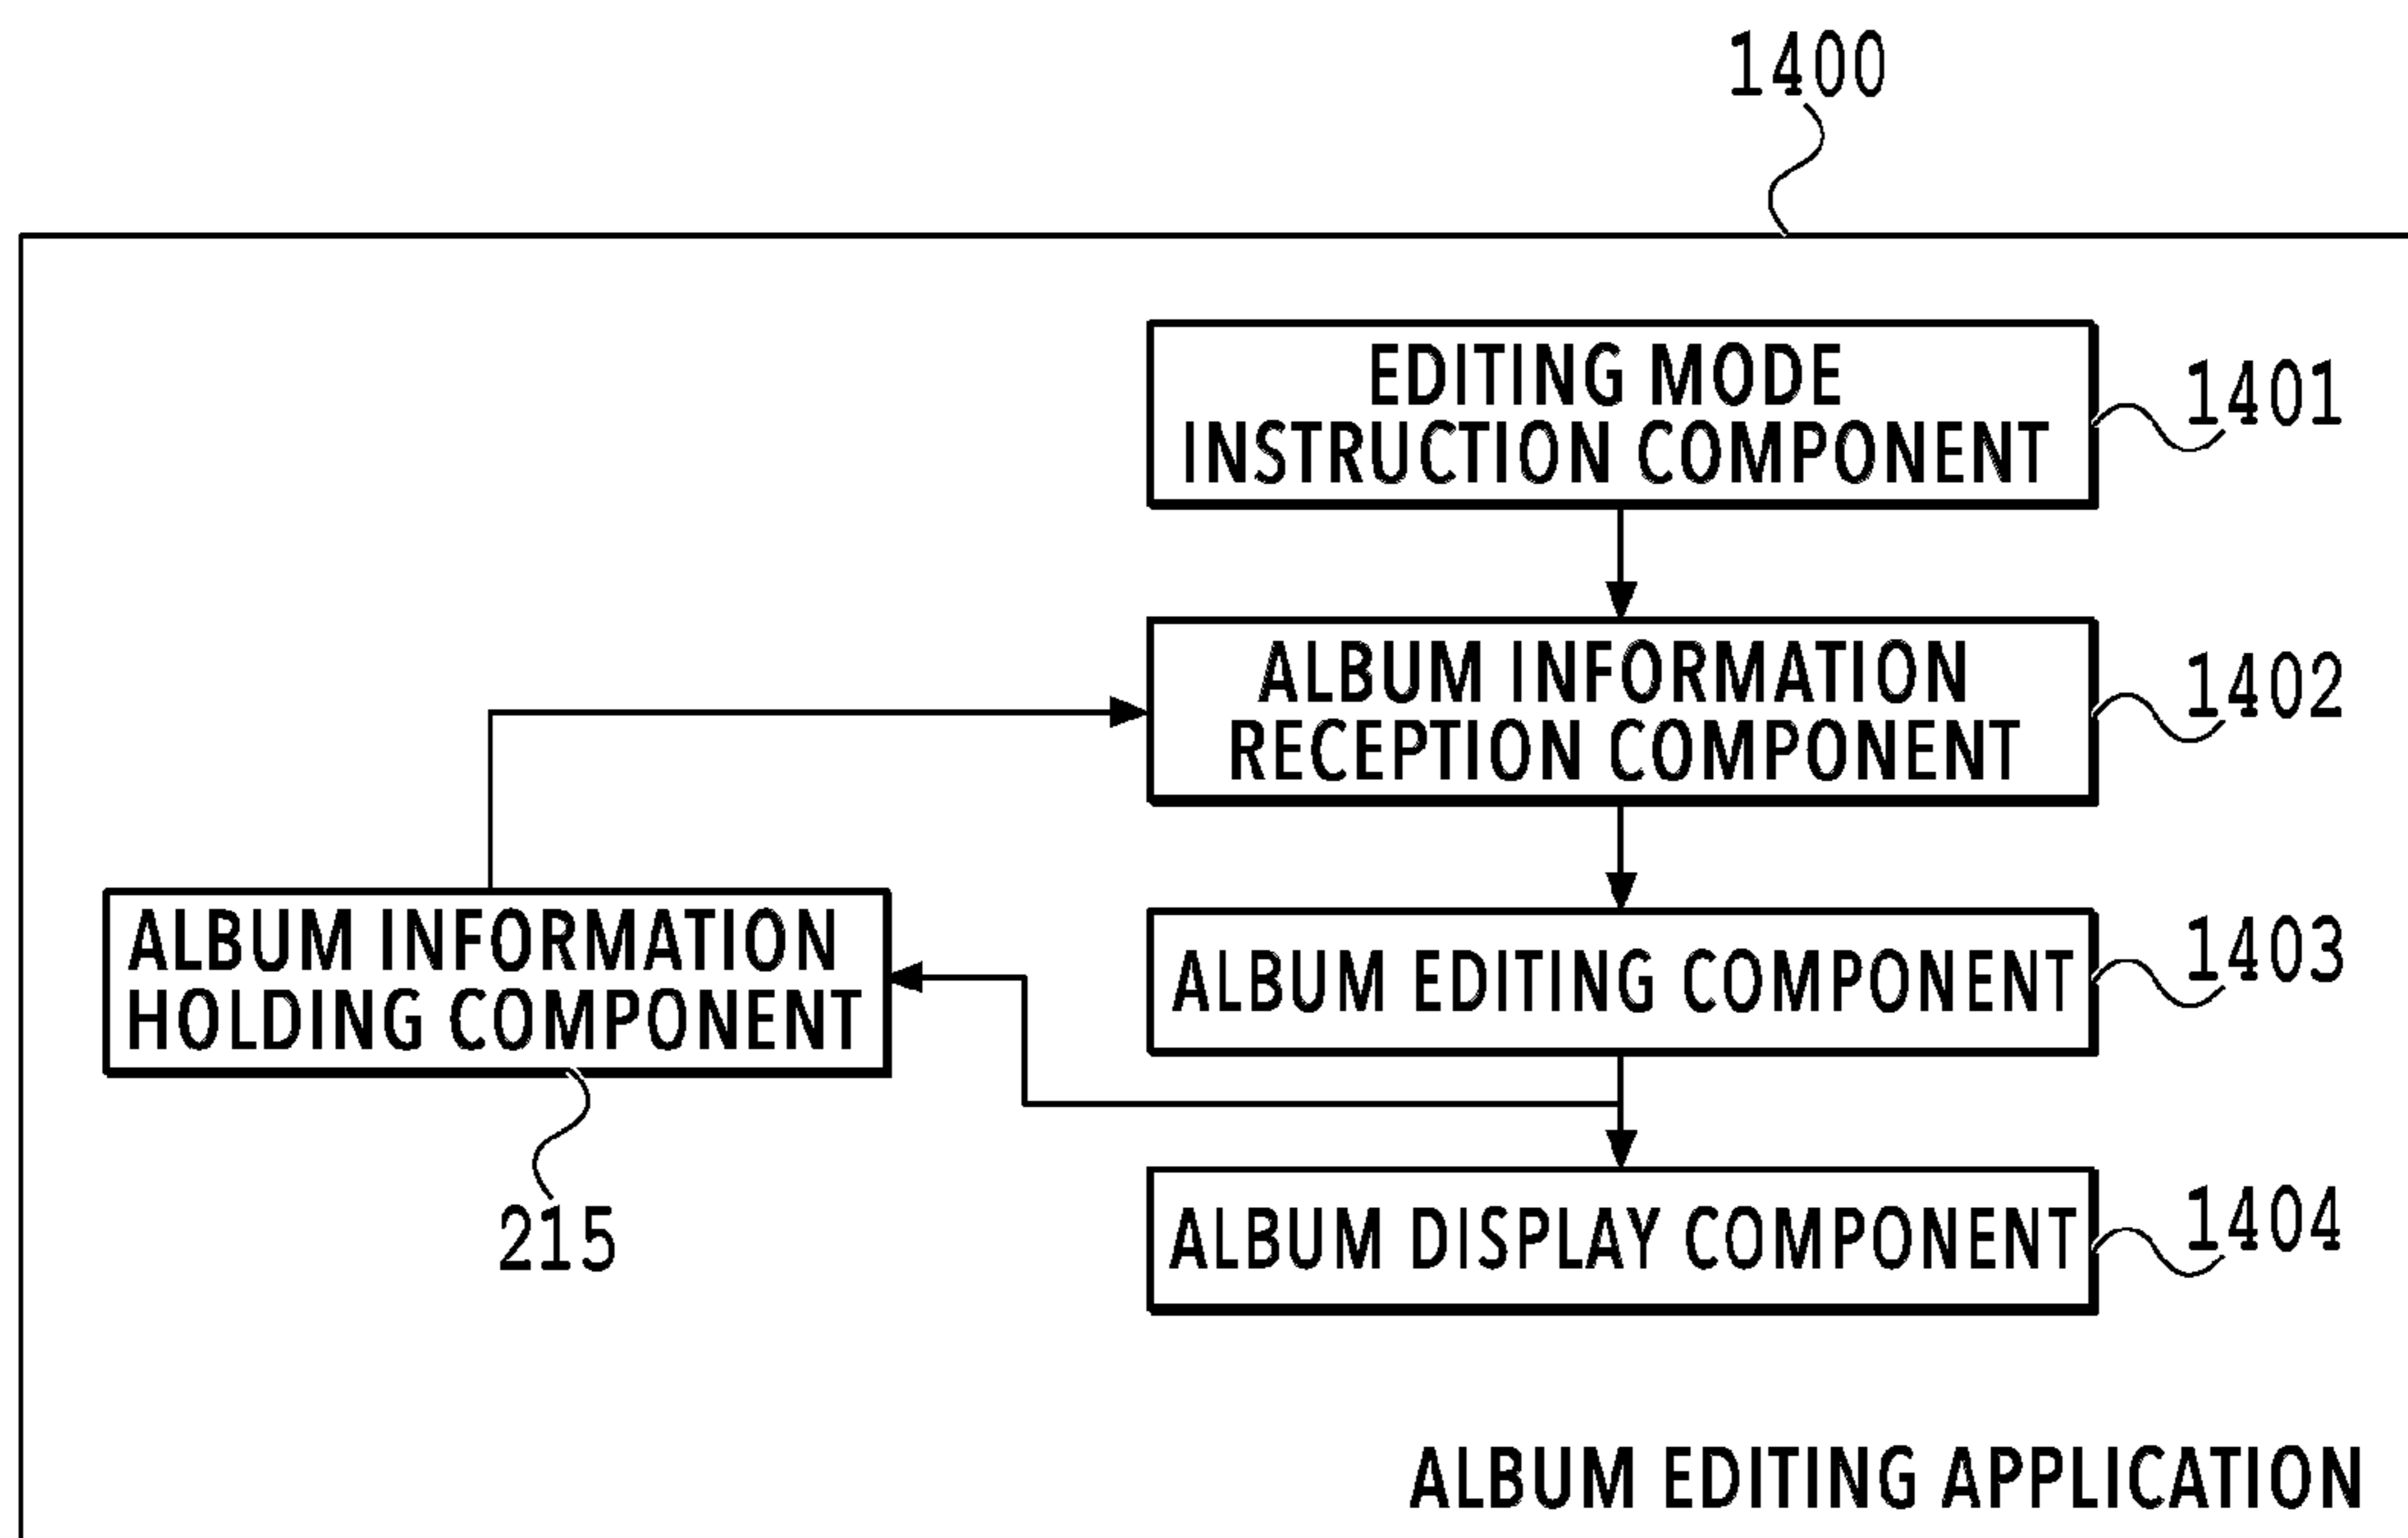 1400
EDITING MODE
INSTRUCTION COMPONENT
1401
ALBUM INFORMATION
RECEPTION COMPONENT
1402
ALBUM INFORMATION
HOLDING COMPONENT
215
ALBUM EDITING COMPONENT
1403
ALBUM DISPLAY COMPONENT
1404
ALBUM EDITING APPLICATION